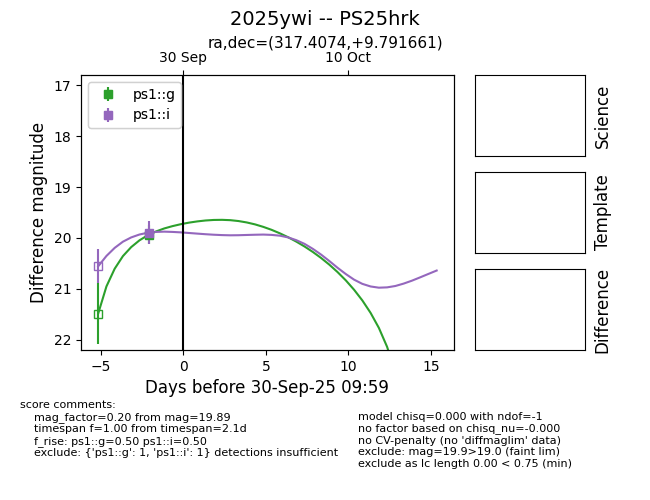 2025ywi -- PS25hrk
ra,dec=(317.4074,+9.791661)
30 Sep
10 Oct
ps1::g
ps1::i
17
18
19
20
21
22
Difference magnitude
−5
0
5
10
15
Days before 30-Sep-25 09:59
Science
Template
Difference
score comments:
mag_factor=0.20 from mag=19.89
timespan f=1.00 from timespan=2.1d
f_rise: ps1::g=0.50 ps1::i=0.50
exclude: {'ps1::g': 1, 'ps1::i': 1} detections insufficient
model chisq=0.000 with ndof=-1
no factor based on chisq_nu=-0.000
no CV-penalty (no 'diffmaglim' data)
exclude: mag=19.9>19.0 (faint lim)
exclude as lc length 0.00 < 0.75 (min)